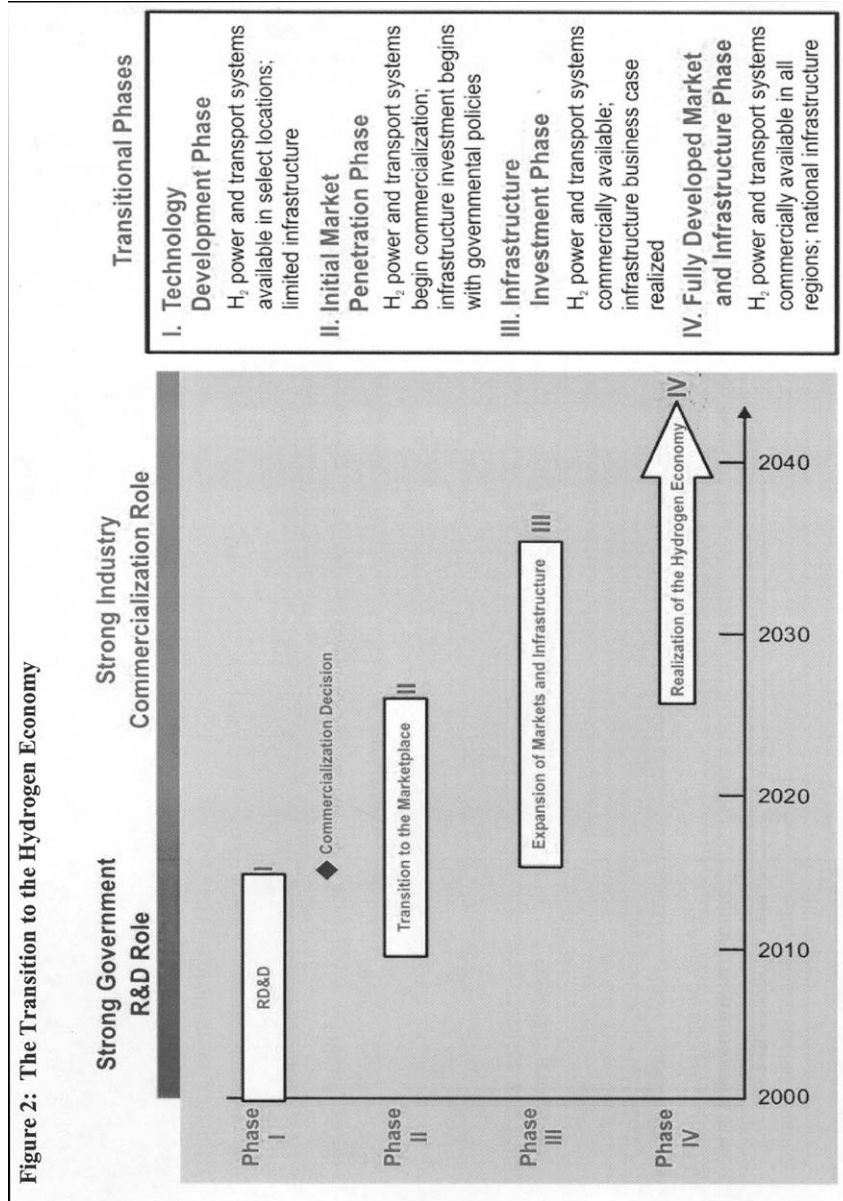 Figure 2: The Transition to the Hydrogen Economy
Strong Government
R&D Role
Strong Industry
Commercialization Role
Phase
I
RD&D
I
Commercialization Decision
Phase
II
Transition to the Marketplace
II
Phase
III
Expansion of Markets and Infrastructure
III
Phase
IV
Realization of the Hydrogen Economy
IV
2000
2010
2020
2030
2040
Transitional Phases
I. Technology
Development Phase
H₂ power and transport systems
available in select locations;
limited infrastructure
II. Initial Market
Penetration Phase
H₂ power and transport systems
begin commercialization;
infrastructure investment begins
with governmental policies
III. Infrastructure
Investment Phase
H₂ power and transport systems
commercially available;
infrastructure business case
realized
IV. Fully Developed Market
and Infrastructure Phase
H₂ power and transport systems
commercially available in all
regions; national infrastructure